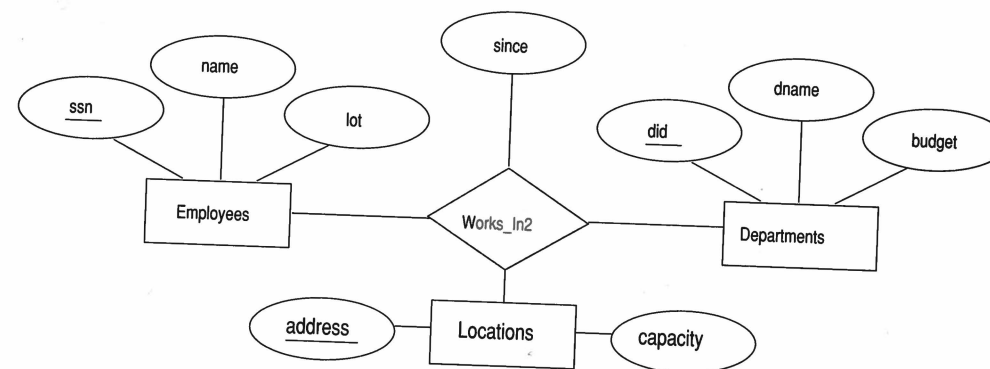 since
name
dname
ssn
lot
did
budget
Employees
Works_In2
Departments
address
Locations
capacity